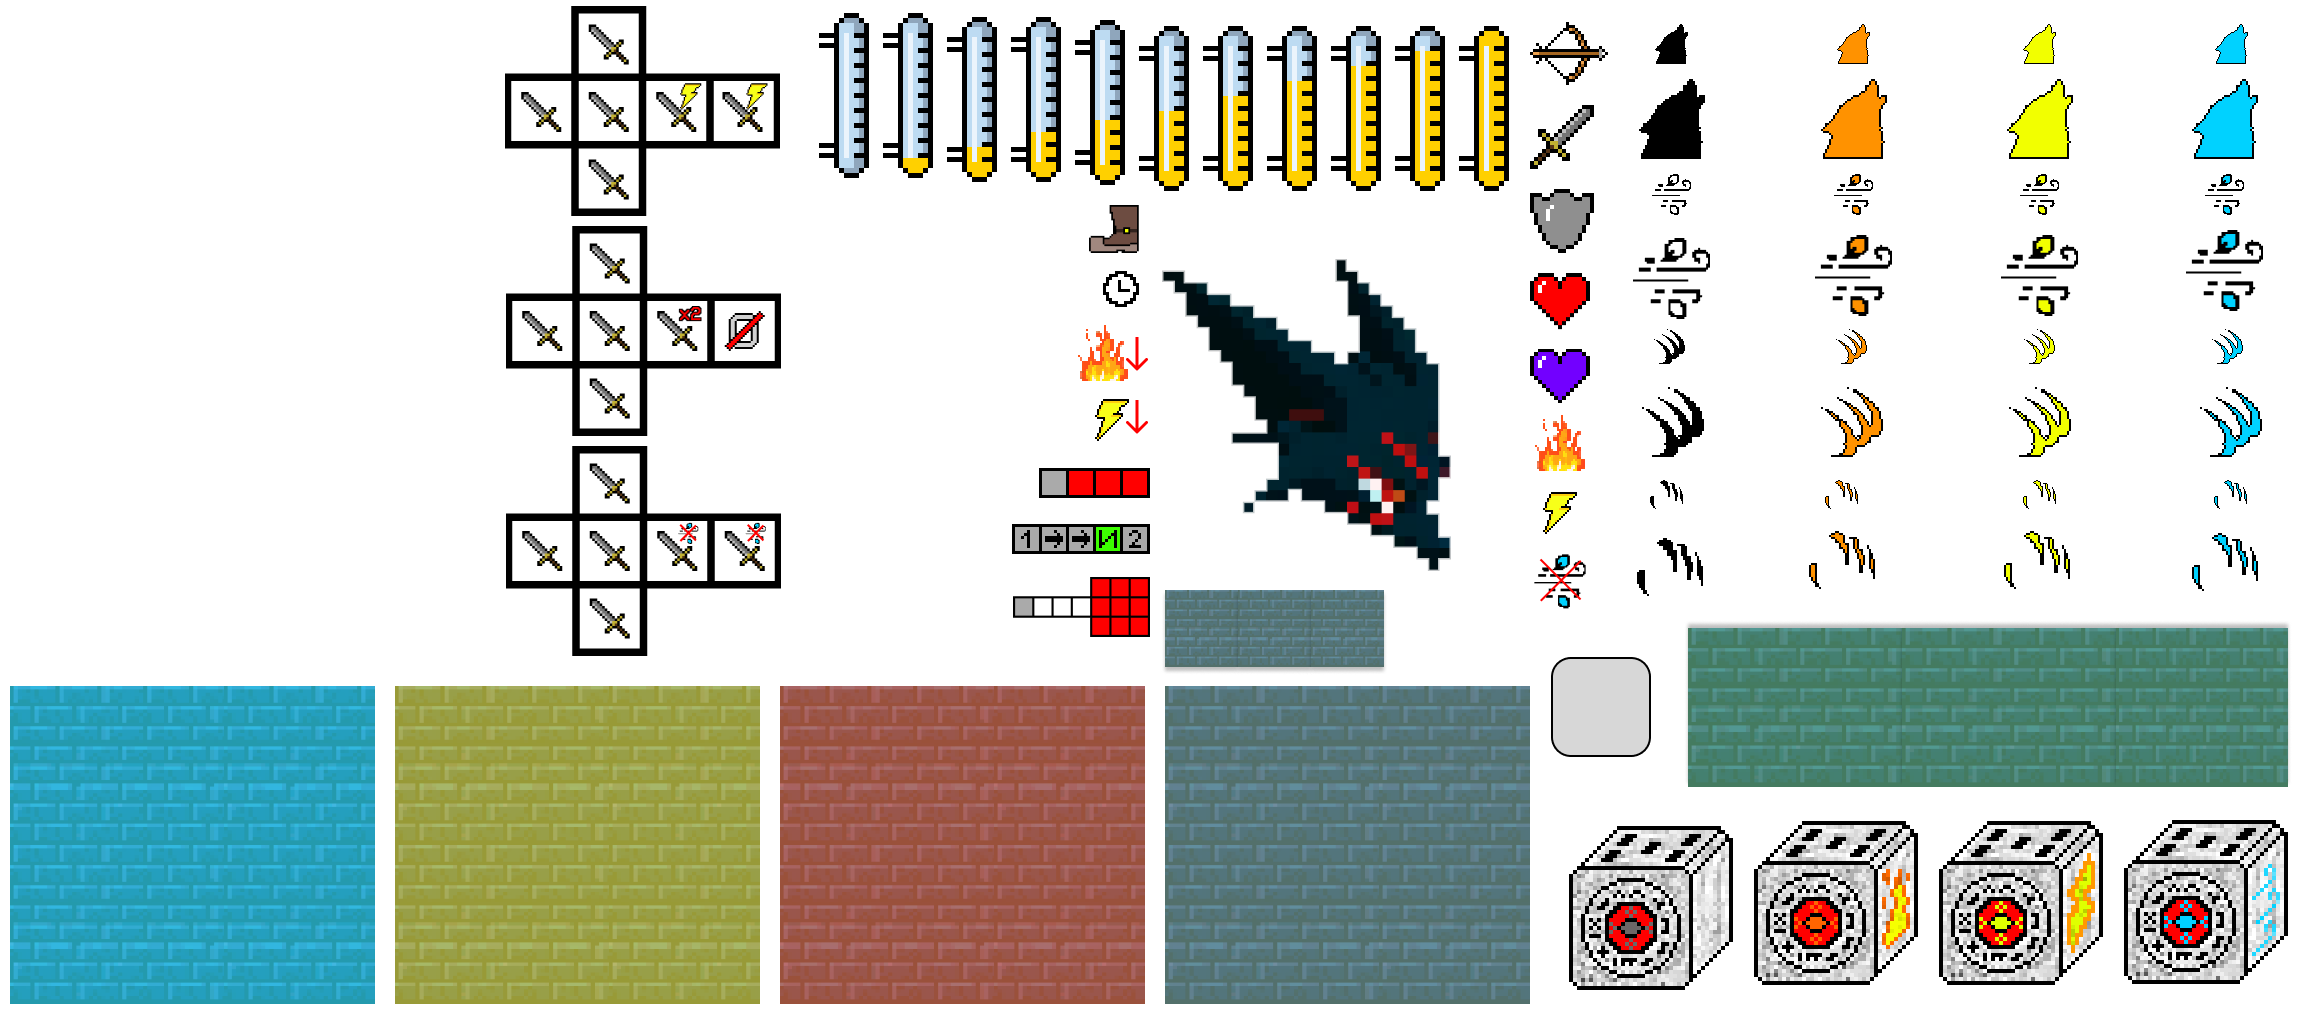 x2
1 → → 2